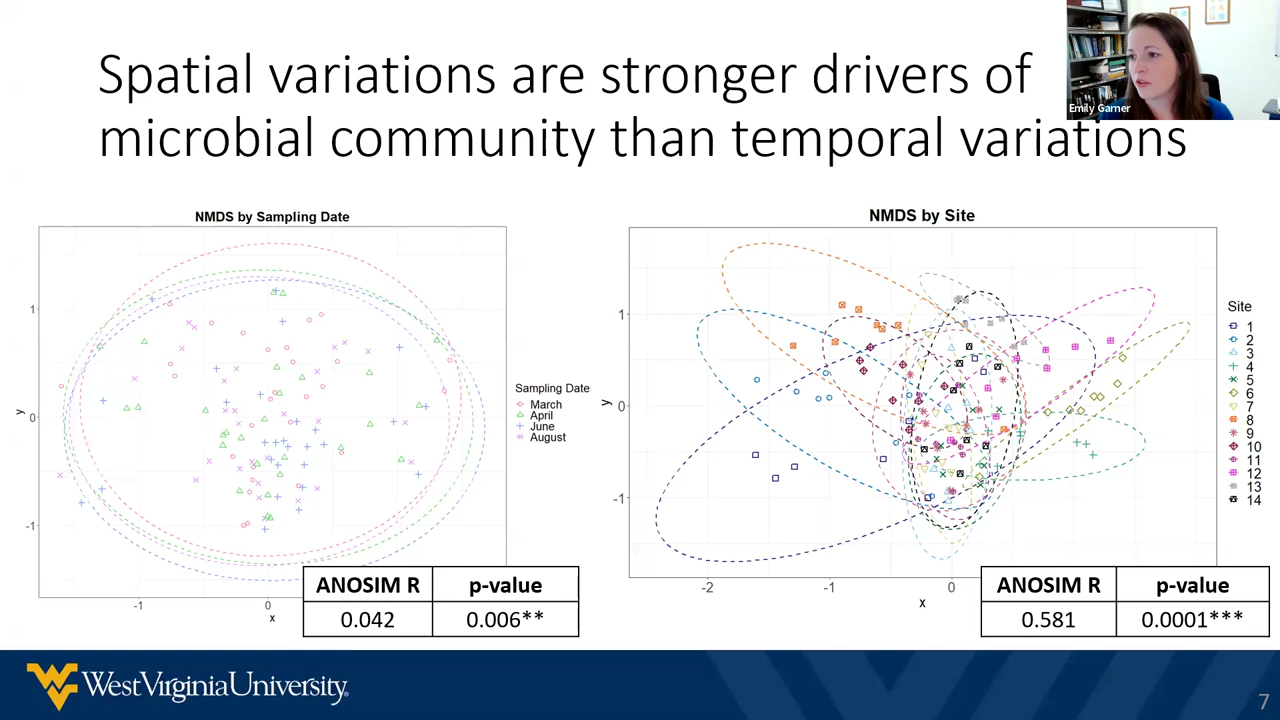 Spatial variations are stronger drivers of
microbial community than temporal variations
Emily Garner
NMDS by Sampling Date
y
1
0
-1
-1
0
x
Sampling Date
March
April
June
August
ANOSIM R
p-value
0.042
0.006**
NMDS by Site
y
1
0
-1
-2
-1
0
x
Site
1
2
3
4
5
6
7
8
9
10
11
12
13
14
ANOSIM R
p-value
0.581
0.0001***
WestVirginiaUniversity.
7